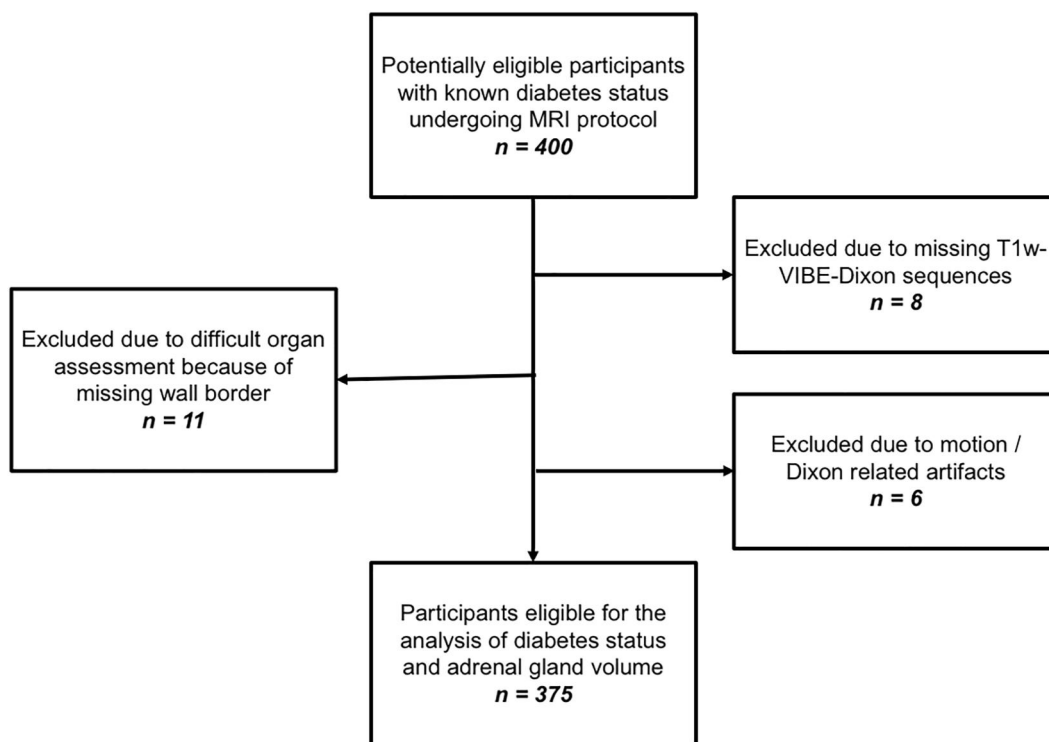 Potentially eligible participants
with known diabetes status
undergoing MRI protocol
n = 400
Excluded due to missing T1w-
VIBE-Dixon sequences
n = 8
Excluded due to difficult organ
assessment because of
missing wall border
n = 11
Excluded due to motion /
Dixon related artifacts
n = 6
Participants eligible for the
analysis of diabetes status
and adrenal gland volume
n = 375